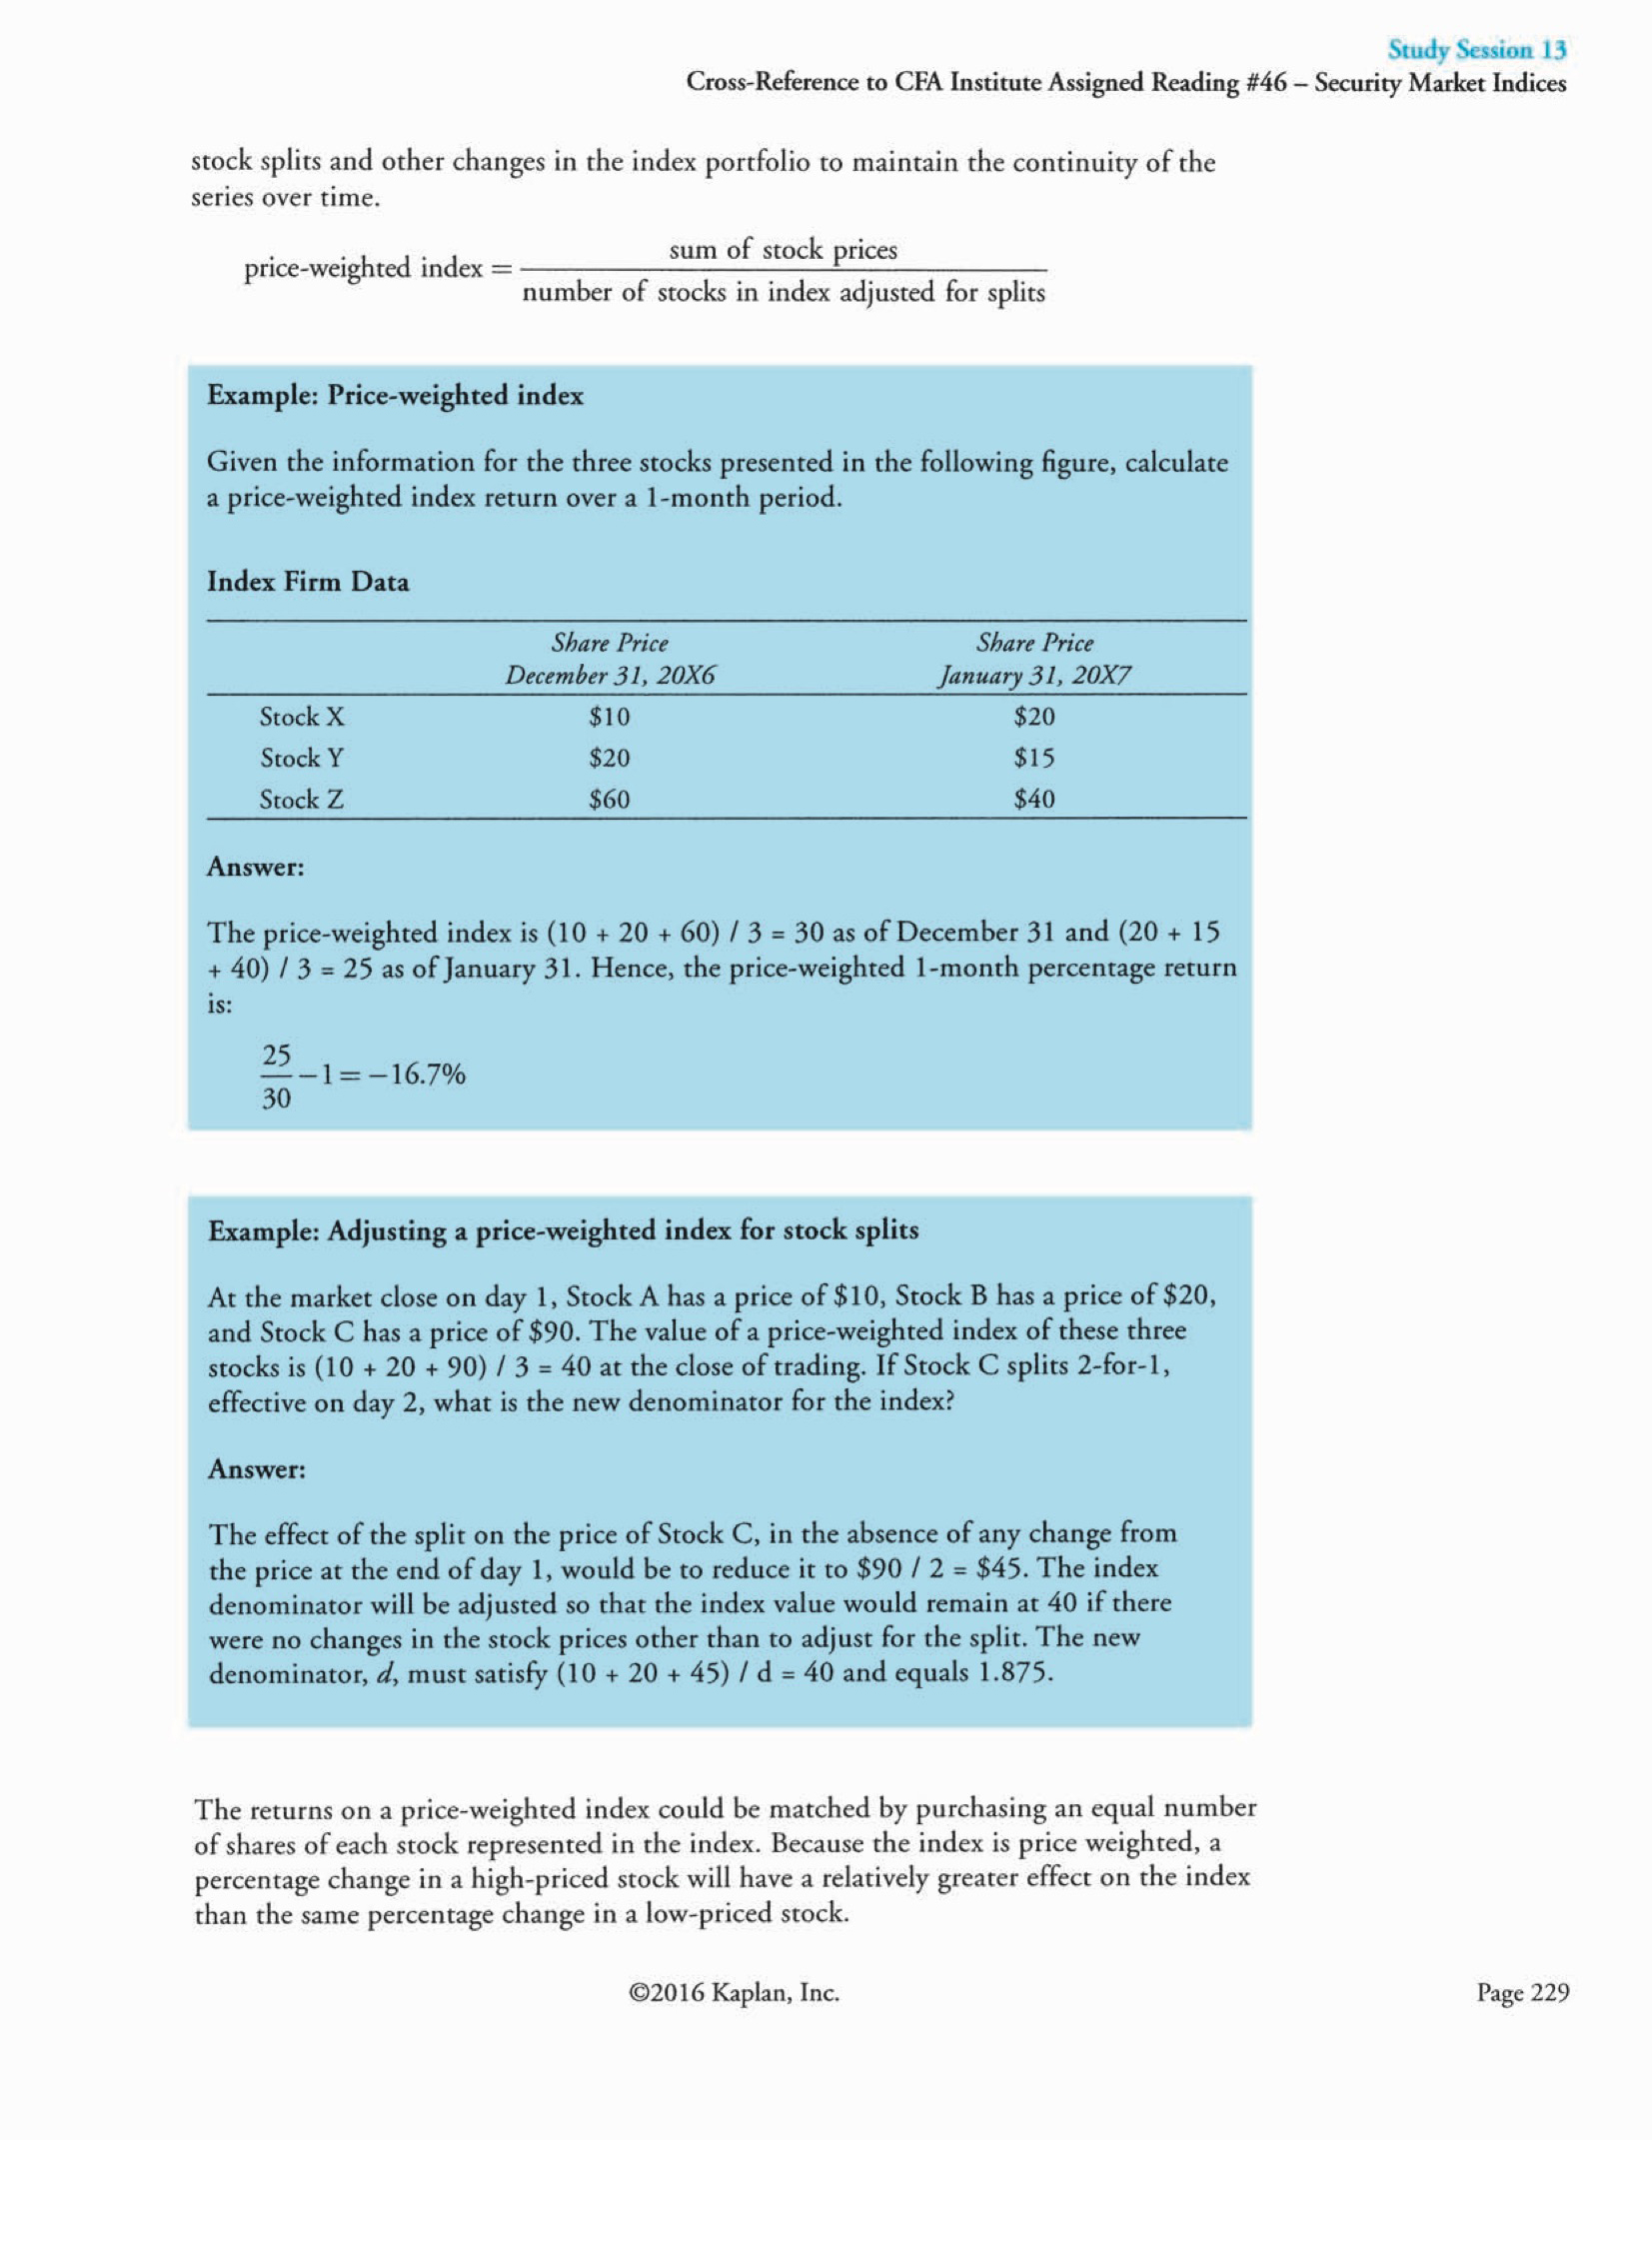 Study Session 13
Cross-Reference to CFA Institute Assigned Reading #46 – Security Market Indices
stock splits and other changes in the index portfolio to maintain the continuity of the
series over time.
price-weighted index = sum of stock prices / number of stocks in index adjusted for splits
Example: Price-weighted index
Given the information for the three stocks presented in the following figure, calculate
a price-weighted index return over a 1-month period.
Index Firm Data
Share Price Share Price
December 31, 20X6 January 31, 20X7
Stock X $10 $20
Stock Y $20 $15
Stock Z $60 $40
Answer:
The price-weighted index is (10 + 20 + 60) / 3 = 30 as of December 31 and (20 + 15
+ 40) / 3 = 25 as of January 31. Hence, the price-weighted 1-month percentage return
is:
25/30 – 1 = – 16.7%
Example: Adjusting a price-weighted index for stock splits
At the market close on day 1, Stock A has a price of $10, Stock B has a price of $20,
and Stock C has a price of $90. The value of a price-weighted index of these three
stocks is (10 + 20 + 90) / 3 = 40 at the close of trading. If Stock C splits 2-for-1,
effective on day 2, what is the new denominator for the index?
Answer:
The effect of the split on the price of Stock C, in the absence of any change from
the price at the end of day 1, would be to reduce it to $90 / 2 = $45. The index
denominator will be adjusted so that the index value would remain at 40 if there
were no changes in the stock prices other than to adjust for the split. The new
denominator, d, must satisfy (10 + 20 + 45) / d = 40 and equals 1.875.
The returns on a price-weighted index could be matched by purchasing an equal number
of shares of each stock represented in the index. Because the index is price weighted, a
percentage change in a high-priced stock will have a relatively greater effect on the index
than the same percentage change in a low-priced stock.
©2016 Kaplan, Inc.
Page 229